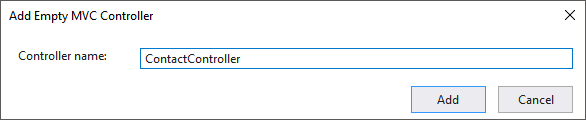 Add Empty MVC Controller
Controller name: ContactController
Add Cancel